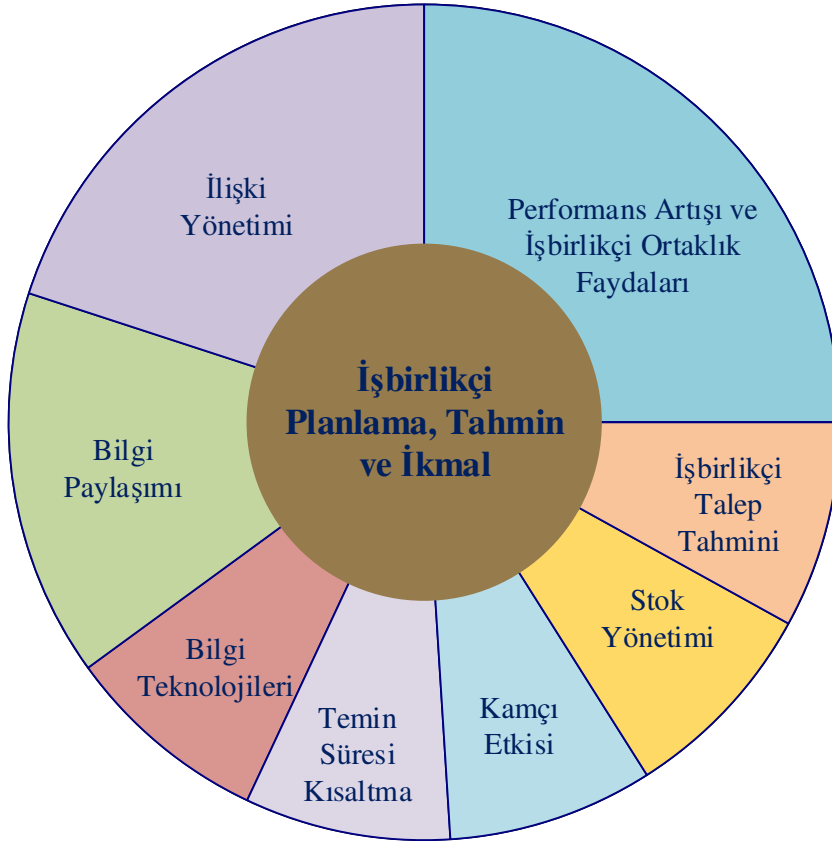 İlişki
Yönetimi
Performans Artışı ve
İşbirlikçi Ortaklık
Faydaları
İşbirlikçi
Planlama, Tahmin
ve İkmal
Bilgi
Paylaşımı
İşbirlikçi
Talep
Tahmini
Stok
Yönetimi
Bilgi
Teknolojileri
Kamçı
Etkisi
Temin
Süresi
Kısaltma